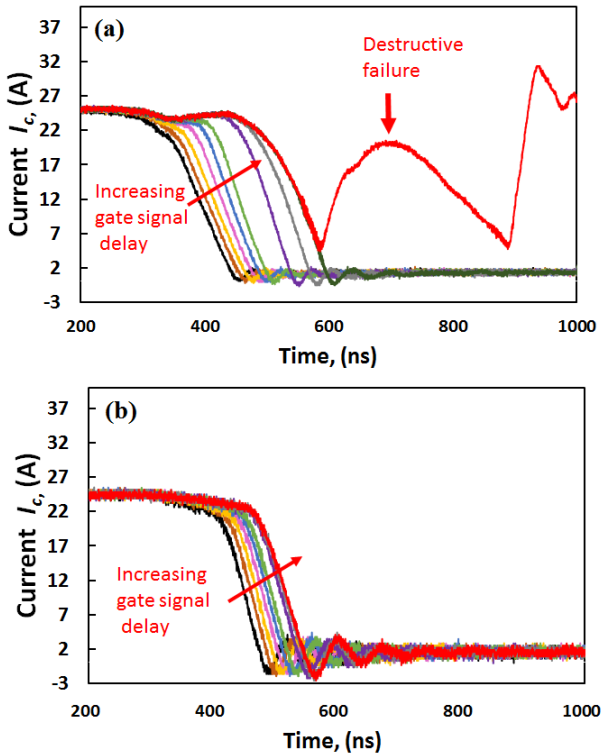 (a)
37
32
27
22
17
12
7
2
-3
Current Ic, (A)
Destructive
failure
Increasing
gate signal
delay
200
400
600
800
1000
Time, (ns)
(b)
37
32
27
22
17
12
7
2
-3
Current Ic, (A)
Increasing
gate signal
delay
200
400
600
800
1000
Time, (ns)